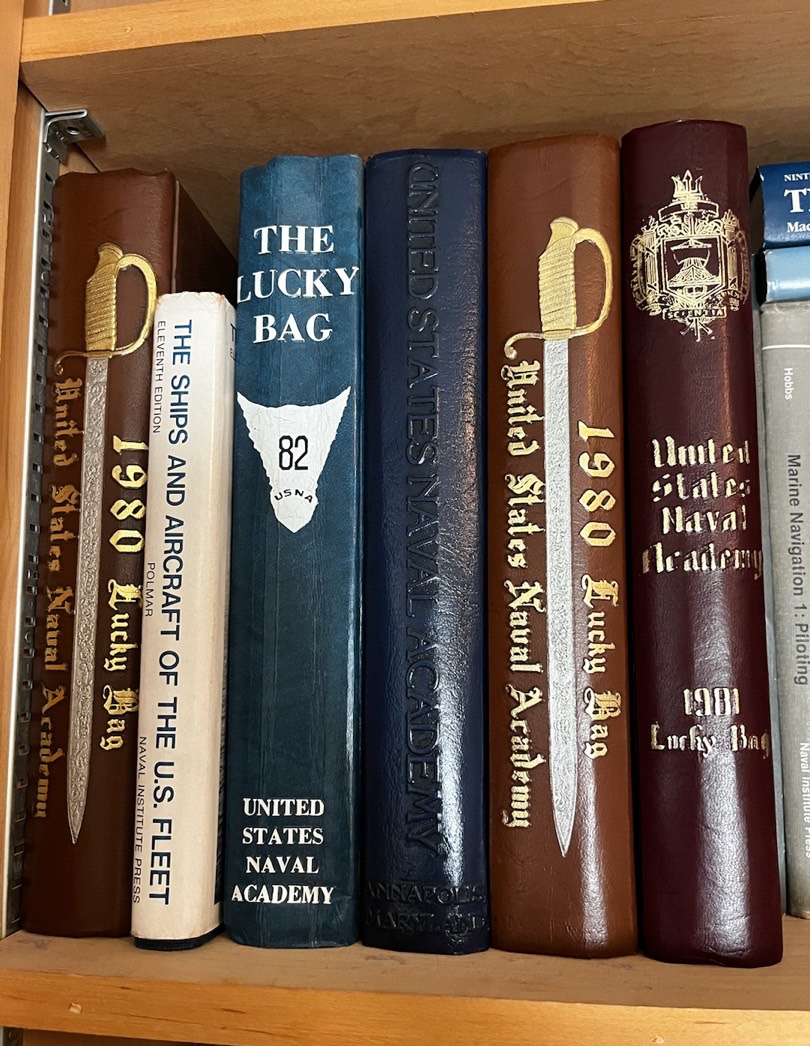 1980 Lucky Bag
United States Naval Academy
THE SHIPS AND AIRCRAFT OF THE U.S. FLEET
ELEVENTH EDITION
POLMAR
NAVAL INSTITUTE PRESS
THE
LUCKY
BAG
82
USNA
UNITED
STATES
NAVAL
ACADEMY
UNITED STATES NAVAL ACADEMY
ANNAPOLIS
MARYLAND
1980 Lucky Bag
United States Naval Academy
SCIENTIA
United
States
Naval
Academy
1981
Lucky Bag
Hobbs
Marine Navigation 1: Piloting
Naval Institute Press